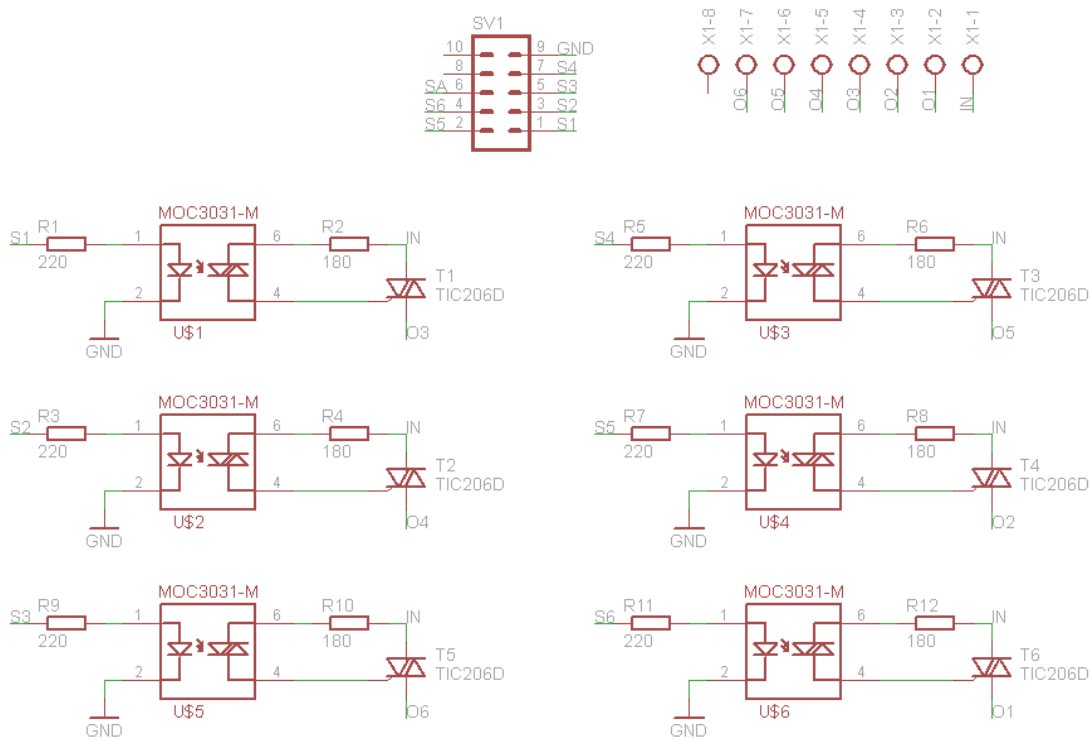 SV1
10 9 GND
8 7 S4
SA 6 5 S3
S6 4 3 S2
S5 2 1 S1
X1-8 X1-7 X1-6 X1-5 X1-4 X1-3 X1-2 X1-1
O6 O5 O4 O3 O2 O1 IN
MOC3031-M
S1 R1 1 6 R2 IN
220 180
T1
TIC206D
2 4
GND U$1 O3
MOC3031-M
S4 R5 1 6 R6 IN
220 180
T3
TIC206D
2 4
GND U$3 O5
MOC3031-M
S2 R3 1 6 R4 IN
220 180
T2
TIC206D
2 4
GND U$2 O4
MOC3031-M
S5 R7 1 6 R8 IN
220 180
T4
TIC206D
2 4
GND U$4 O2
MOC3031-M
S3 R9 1 6 R10 IN
220 180
T5
TIC206D
2 4
GND U$5 O6
MOC3031-M
S6 R11 1 6 R12 IN
220 180
T6
TIC206D
2 4
GND U$6 O1